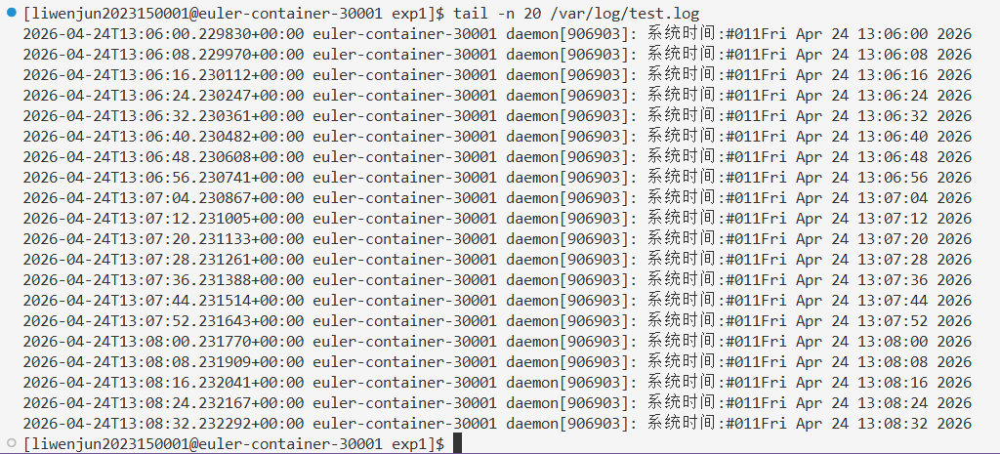 [liwenjun2023150001@euler-container-30001 exp1]$ tail -n 20 /var/log/test.log
2026-04-24T13:06:00.229830+00:00 euler-container-30001 daemon[906903]: 系统时间:#011Fri Apr 24 13:06:00 2026
2026-04-24T13:06:08.229970+00:00 euler-container-30001 daemon[906903]: 系统时间:#011Fri Apr 24 13:06:08 2026
2026-04-24T13:06:16.230112+00:00 euler-container-30001 daemon[906903]: 系统时间:#011Fri Apr 24 13:06:16 2026
2026-04-24T13:06:24.230247+00:00 euler-container-30001 daemon[906903]: 系统时间:#011Fri Apr 24 13:06:24 2026
2026-04-24T13:06:32.230361+00:00 euler-container-30001 daemon[906903]: 系统时间:#011Fri Apr 24 13:06:32 2026
2026-04-24T13:06:40.230482+00:00 euler-container-30001 daemon[906903]: 系统时间:#011Fri Apr 24 13:06:40 2026
2026-04-24T13:06:48.230608+00:00 euler-container-30001 daemon[906903]: 系统时间:#011Fri Apr 24 13:06:48 2026
2026-04-24T13:06:56.230741+00:00 euler-container-30001 daemon[906903]: 系统时间:#011Fri Apr 24 13:06:56 2026
2026-04-24T13:07:04.230867+00:00 euler-container-30001 daemon[906903]: 系统时间:#011Fri Apr 24 13:07:04 2026
2026-04-24T13:07:12.231005+00:00 euler-container-30001 daemon[906903]: 系统时间:#011Fri Apr 24 13:07:12 2026
2026-04-24T13:07:20.231133+00:00 euler-container-30001 daemon[906903]: 系统时间:#011Fri Apr 24 13:07:20 2026
2026-04-24T13:07:28.231261+00:00 euler-container-30001 daemon[906903]: 系统时间:#011Fri Apr 24 13:07:28 2026
2026-04-24T13:07:36.231388+00:00 euler-container-30001 daemon[906903]: 系统时间:#011Fri Apr 24 13:07:36 2026
2026-04-24T13:07:44.231514+00:00 euler-container-30001 daemon[906903]: 系统时间:#011Fri Apr 24 13:07:44 2026
2026-04-24T13:07:52.231643+00:00 euler-container-30001 daemon[906903]: 系统时间:#011Fri Apr 24 13:07:52 2026
2026-04-24T13:08:00.231770+00:00 euler-container-30001 daemon[906903]: 系统时间:#011Fri Apr 24 13:08:00 2026
2026-04-24T13:08:08.231909+00:00 euler-container-30001 daemon[906903]: 系统时间:#011Fri Apr 24 13:08:08 2026
2026-04-24T13:08:16.232041+00:00 euler-container-30001 daemon[906903]: 系统时间:#011Fri Apr 24 13:08:16 2026
2026-04-24T13:08:24.232167+00:00 euler-container-30001 daemon[906903]: 系统时间:#011Fri Apr 24 13:08:24 2026
2026-04-24T13:08:32.232292+00:00 euler-container-30001 daemon[906903]: 系统时间:#011Fri Apr 24 13:08:32 2026
[liwenjun2023150001@euler-container-30001 exp1]$